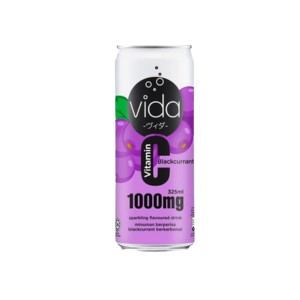 vida
-ヴィダ-
Vitamin
C
Blackcurrant
325ml
1000mg
sparkling flavoured drink
minuman berperisa
blackcurrant berkarbonat